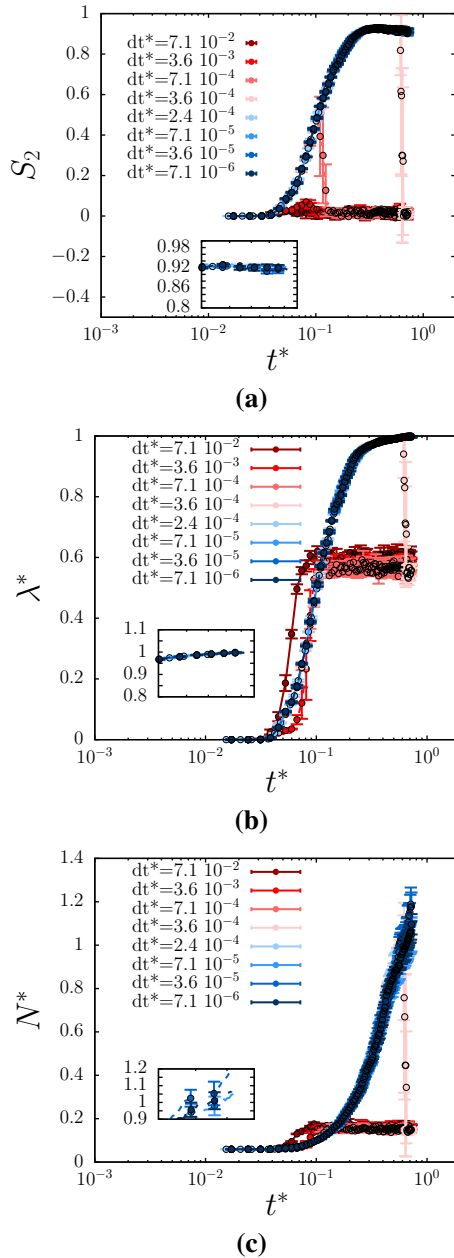 1
0.8
0.6
0.4
0.2
0
−0.2
−0.4
S₂
dt*=7.1 10⁻²
dt*=3.6 10⁻³
dt*=7.1 10⁻⁴
dt*=3.6 10⁻⁴
dt*=2.4 10⁻⁴
dt*=7.1 10⁻⁵
dt*=3.6 10⁻⁵
dt*=7.1 10⁻⁶
0.98
0.92
0.86
0.8
10⁻³ 10⁻² 10⁻¹ 10⁰
t*
(a)
1
0.8
0.6
0.4
0.2
0
λ*
dt*=7.1 10⁻²
dt*=3.6 10⁻³
dt*=7.1 10⁻⁴
dt*=3.6 10⁻⁴
dt*=2.4 10⁻⁴
dt*=7.1 10⁻⁵
dt*=3.6 10⁻⁵
dt*=7.1 10⁻⁶
1.1
1
0.9
0.8
10⁻³ 10⁻² 10⁻¹ 10⁰
t*
(b)
1.4
1.2
1
0.8
0.6
0.4
0.2
0
N*
dt*=7.1 10⁻²
dt*=3.6 10⁻³
dt*=7.1 10⁻⁴
dt*=3.6 10⁻⁴
dt*=2.4 10⁻⁴
dt*=7.1 10⁻⁵
dt*=3.6 10⁻⁵
dt*=7.1 10⁻⁶
1.2
1.1
1
0.9
10⁻³ 10⁻² 10⁻¹ 10⁰
t*
(c)